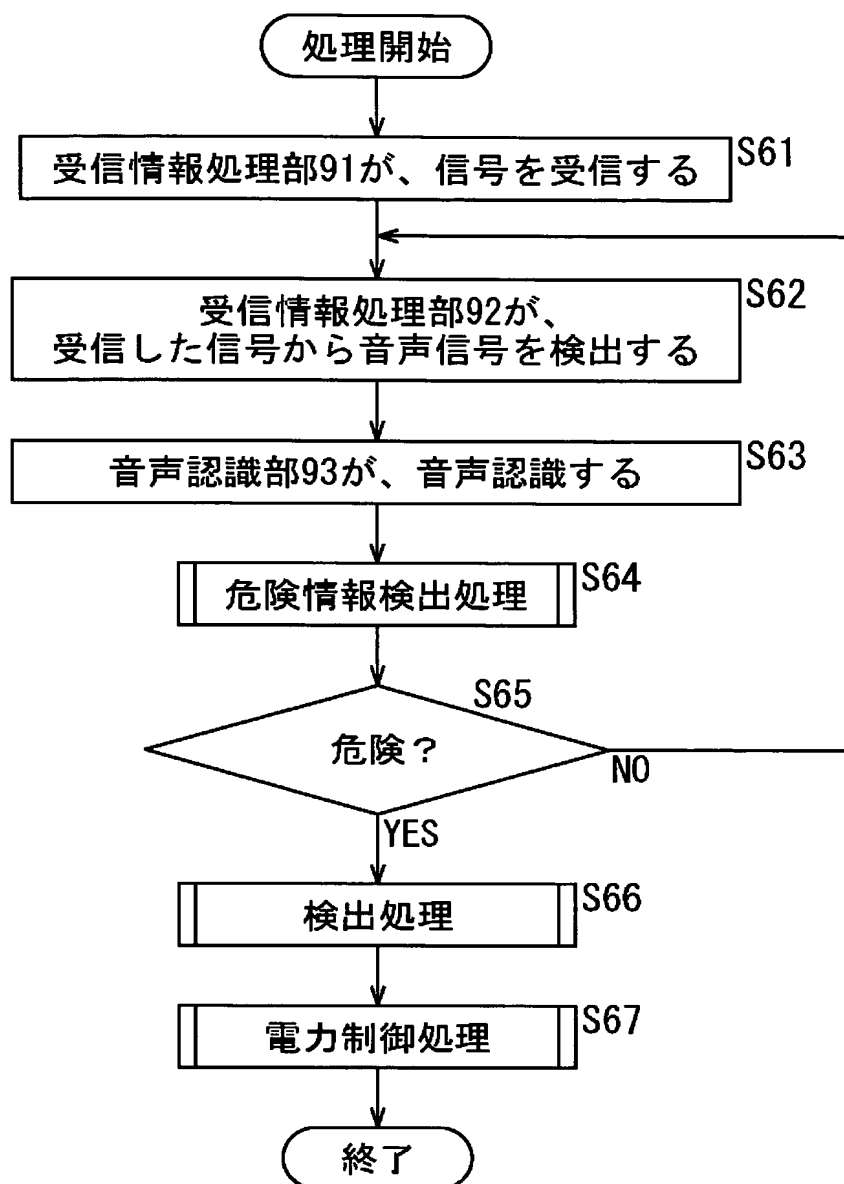 処理開始
受信情報処理部91が、信号を受信する
S61
受信情報処理部92が、
受信した信号から音声信号を検出する
S62
音声認識部93が、音声認識する
S63
危険情報検出処理
S64
S65
危険？
NO
YES
検出処理
S66
電力制御処理
S67
終了